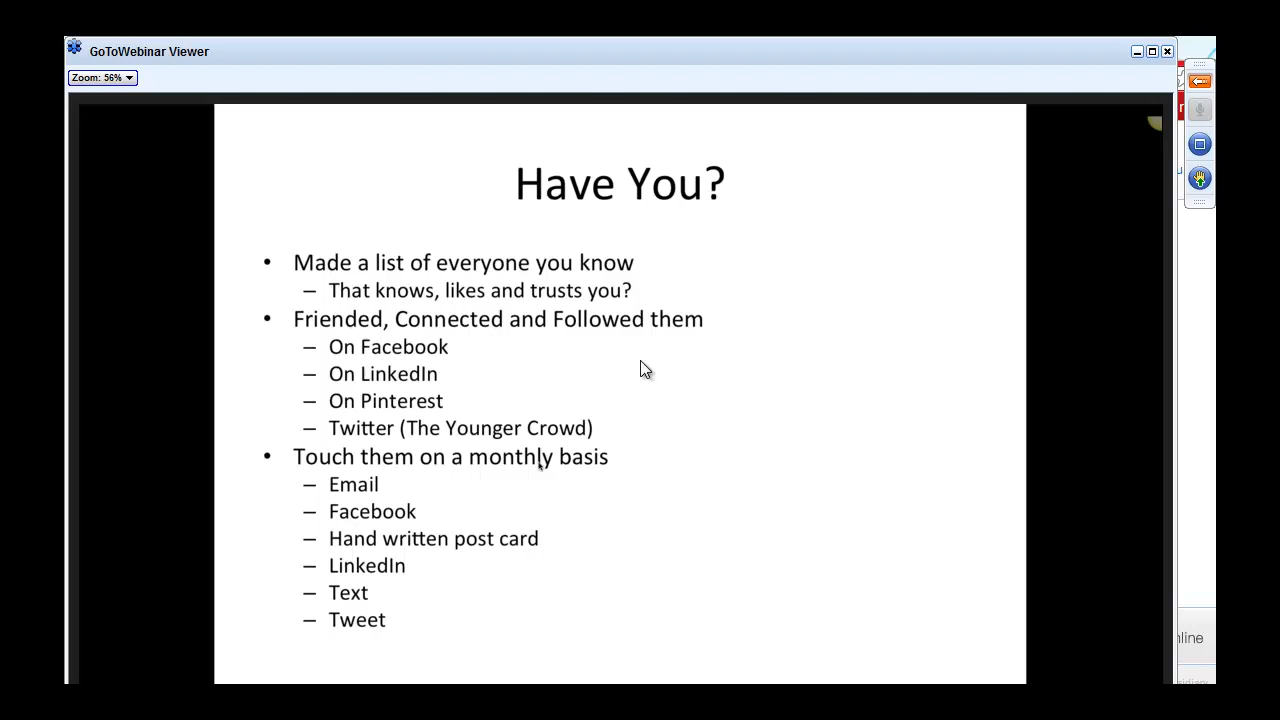 GoToWebinar Viewer
Zoom: 56%
Have You?
• Made a list of everyone you know
– That knows, likes and trusts you?
• Friended, Connected and Followed them
– On Facebook
– On LinkedIn
– On Pinterest
– Twitter (The Younger Crowd)
• Touch them on a monthly basis
– Email
– Facebook
– Hand written post card
– LinkedIn
– Text
– Tweet